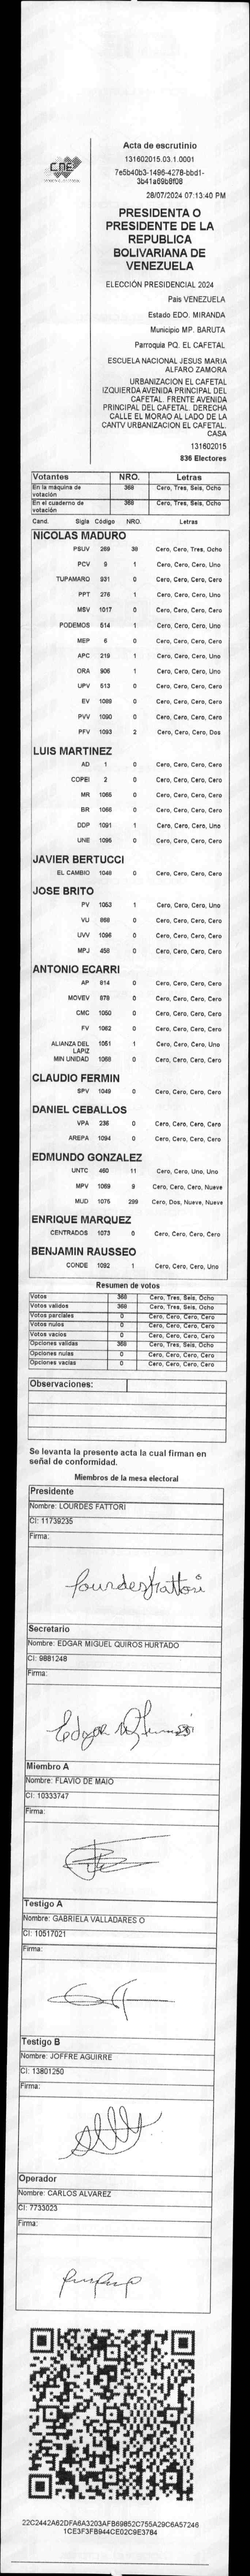 CNE
Acta de escrutinio
131602015.03.1.0001
7e5b40b3-1496-4278-bbd1-
3b41a69b8f08
28/07/2024 07:13:40 PM
PRESIDENTA O
PRESIDENTE DE LA
REPUBLICA
BOLIVARIANA DE
VENEZUELA
ELECCIÓN PRESIDENCIAL 2024
País VENEZUELA
Estado EDO. MIRANDA
Municipio MP. BARUTA
Parroquia PQ. EL CAFETAL
ESCUELA NACIONAL JESUS MARIA
ALFARO ZAMORA
URBANIZACION EL CAFETAL
IZQUIERDA AVENIDA PRINCIPAL DEL
CAFETAL. FRENTE AVENIDA
PRINCIPAL DEL CAFETAL. DERECHA
CALLE EL MORAO AL LADO DE LA
CANTV URBANIZACION EL CAFETAL.
CASA
131602015
836 Electores
Votantes NRO. Letras
En la máquina de votación 368 Cero, Tres, Seis, Ocho
En el cuaderno de votación 368 Cero, Tres, Seis, Ocho
Cand. Sigla Código NRO. Letras
NICOLAS MADURO
PSUV 269 38 Cero, Cero, Tres, Ocho
PCV 9 1 Cero, Cero, Cero, Uno
TUPAMARO 931 0 Cero, Cero, Cero, Cero
PPT 276 1 Cero, Cero, Cero, Uno
MSV 1017 0 Cero, Cero, Cero, Cero
PODEMOS 514 1 Cero, Cero, Cero, Uno
MEP 6 0 Cero, Cero, Cero, Cero
APC 219 1 Cero, Cero, Cero, Uno
ORA 906 1 Cero, Cero, Cero, Uno
UPV 513 0 Cero, Cero, Cero, Cero
EV 1089 0 Cero, Cero, Cero, Cero
PVV 1090 0 Cero, Cero, Cero, Cero
PFV 1093 2 Cero, Cero, Cero, Dos
LUIS MARTINEZ
AD 1 0 Cero, Cero, Cero, Cero
COPEI 2 0 Cero, Cero, Cero, Cero
MR 1065 0 Cero, Cero, Cero, Cero
BR 1066 0 Cero, Cero, Cero, Cero
DDP 1091 1 Cero, Cero, Cero, Uno
UNE 1095 0 Cero, Cero, Cero, Cero
JAVIER BERTUCCI
EL CAMBIO 1048 0 Cero, Cero, Cero, Cero
JOSE BRITO
PV 1053 1 Cero, Cero, Cero, Uno
VU 868 0 Cero, Cero, Cero, Cero
UVV 1096 0 Cero, Cero, Cero, Cero
MPJ 458 0 Cero, Cero, Cero, Cero
ANTONIO ECARRI
AP 814 0 Cero, Cero, Cero, Cero
MOVEV 878 0 Cero, Cero, Cero, Cero
CMC 1050 0 Cero, Cero, Cero, Cero
FV 1062 0 Cero, Cero, Cero, Cero
ALIANZA DEL LAPIZ 1051 1 Cero, Cero, Cero, Uno
MIN UNIDAD 1068 0 Cero, Cero, Cero, Cero
CLAUDIO FERMIN
SPV 1049 0 Cero, Cero, Cero, Cero
DANIEL CEBALLOS
VPA 236 0 Cero, Cero, Cero, Cero
AREPA 1094 0 Cero, Cero, Cero, Cero
EDMUNDO GONZALEZ
UNTC 460 11 Cero, Cero, Uno, Uno
MPV 1069 9 Cero, Cero, Cero, Nueve
MUD 1075 299 Cero, Dos, Nueve, Nueve
ENRIQUE MARQUEZ
CENTRADOS 1073 0 Cero, Cero, Cero, Cero
BENJAMIN RAUSSEO
CONDE 1092 1 Cero, Cero, Cero, Uno
Resumen de votos
Votos 368 Cero, Tres, Seis, Ocho
Votos validos 368 Cero, Tres, Seis, Ocho
Votos parciales 0 Cero, Cero, Cero, Cero
Votos nulos 0 Cero, Cero, Cero, Cero
Votos vacios 0 Cero, Cero, Cero, Cero
Opciones validas 368 Cero, Tres, Seis, Ocho
Opciones nulas 0 Cero, Cero, Cero, Cero
Opciones vacias 0 Cero, Cero, Cero, Cero
Observaciones:
Se levanta la presente acta la cual firman en
señal de conformidad.
Miembros de la mesa electoral
Presidente
Nombre: LOURDES FATTORI
CI: 11739235
Firma:
Lourdes Fattori
Secretario
Nombre: EDGAR MIGUEL QUIROS HURTADO
CI: 9881248
Firma:
Miembro A
Nombre: FLAVIO DE MAIO
CI: 10333747
Firma:
Testigo A
Nombre: GABRIELA VALLADARES O
CI: 10517021
Firma:
Testigo B
Nombre: JOFFRE AGUIRRE
CI: 13801250
Firma:
Operador
Nombre: CARLOS ALVAREZ
CI: 7733023
Firma:
22C2442A62DFA6A3203AFB69852C755A29C6A57246
1CE3F3FB944CE02C9E3784